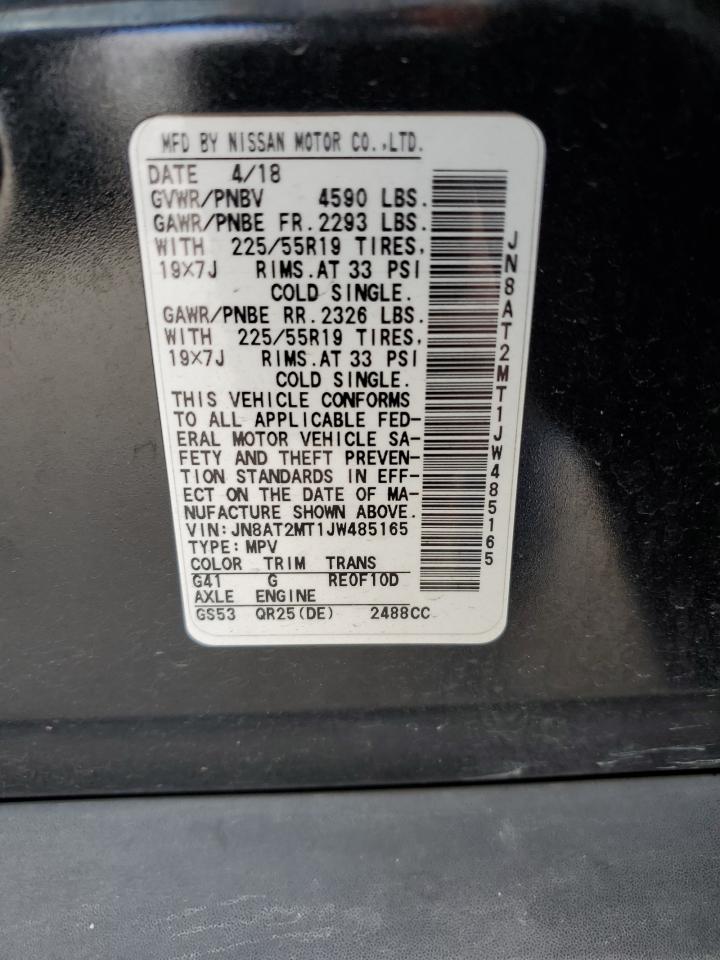 MFD BY NISSAN MOTOR CO.,LTD.
DATE 4/18
GVWR/PNBV 4590 LBS.
GAWR/PNBE FR. 2293 LBS.
WITH 225/55R19 TIRES,
19X7J RIMS. AT 33 PSI
COLD SINGLE.
GAWR/PNBE RR. 2326 LBS.
WITH 225/55R19 TIRES,
19X7J RIMS. AT 33 PSI
COLD SINGLE.
THIS VEHICLE CONFORMS
TO ALL APPLICABLE FED-
ERAL MOTOR VEHICLE SA-
FETY AND THEFT PREVEN-
TION STANDARDS IN EFF-
ECT ON THE DATE OF MA-
NUFACTURE SHOWN ABOVE.
VIN: JN8AT2MT1JW485165
TYPE: MPV
COLOR TRIM TRANS
G41 G RE0F10D
AXLE ENGINE
GS53 QR25(DE) 2488CC
JN8AT2MT1JW485165